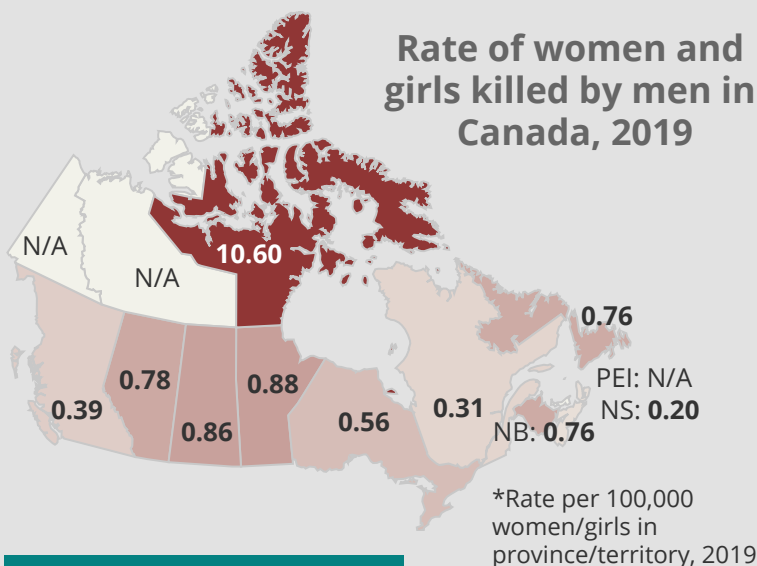 Rate of women and
girls killed by men in
Canada, 2019
N/A
N/A
10.60
0.39
0.78
0.86
0.88
0.56
0.31
0.76
PEI: N/A
NS: 0.20
NB: 0.76
*Rate per 100,000
women/girls in
province/territory, 2019